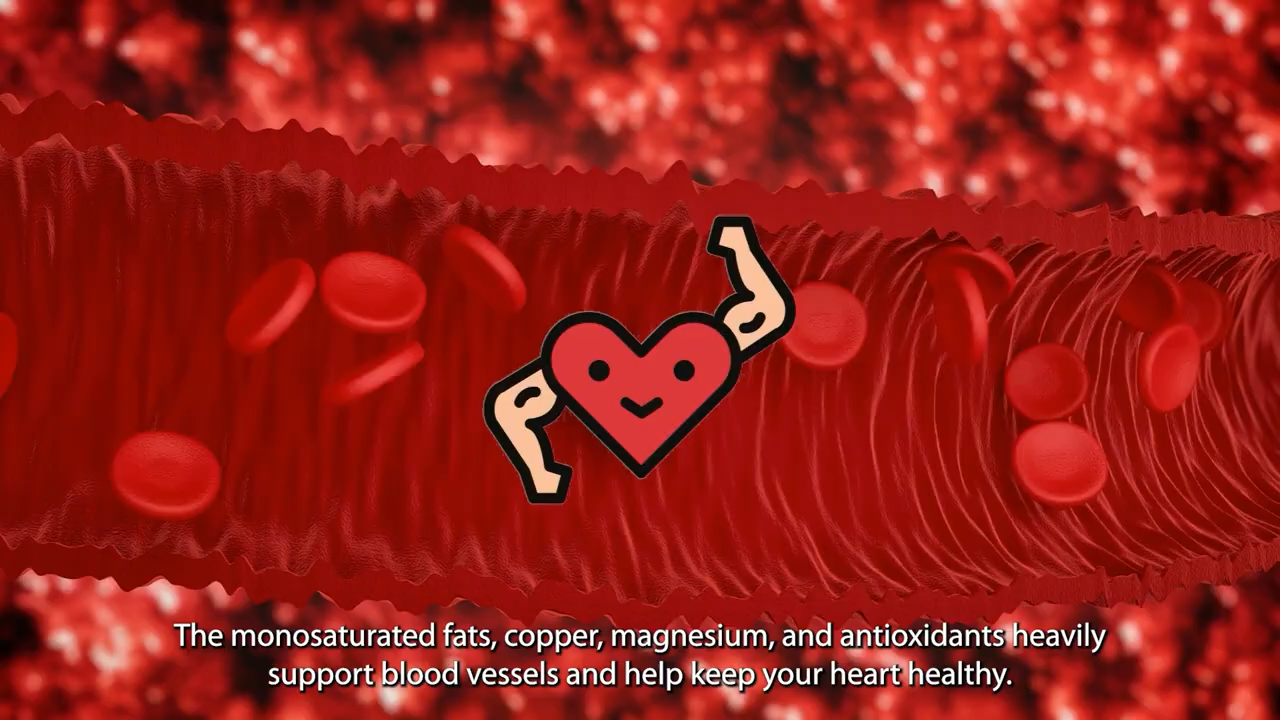 The monosaturated fats, copper, magnesium, and antioxidants heavily
support blood vessels and help keep your heart healthy.